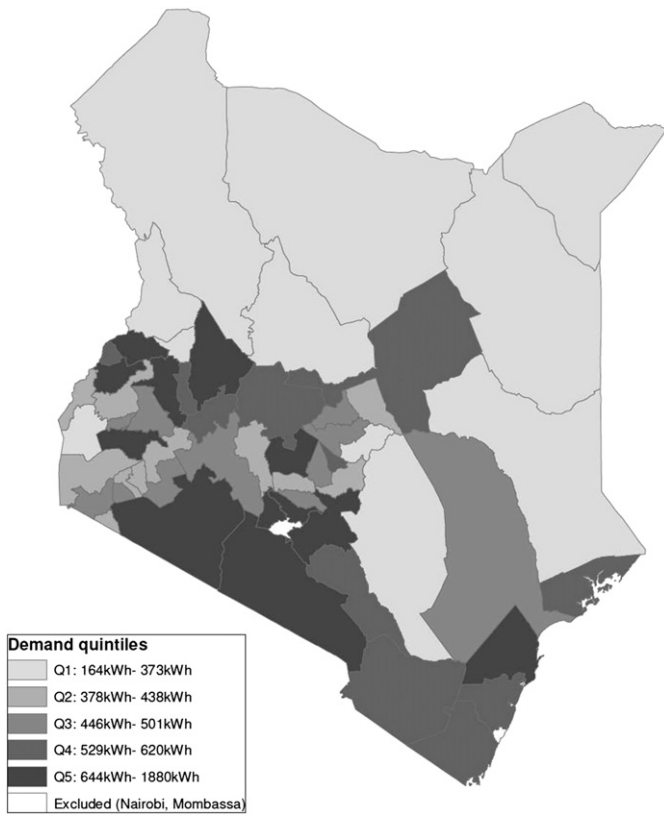 Demand quintiles
Q1: 164kWh- 373kWh
Q2: 378kWh- 438kWh
Q3: 446kWh- 501kWh
Q4: 529kWh- 620kWh
Q5: 644kWh- 1880kWh
Excluded (Nairobi, Mombassa)